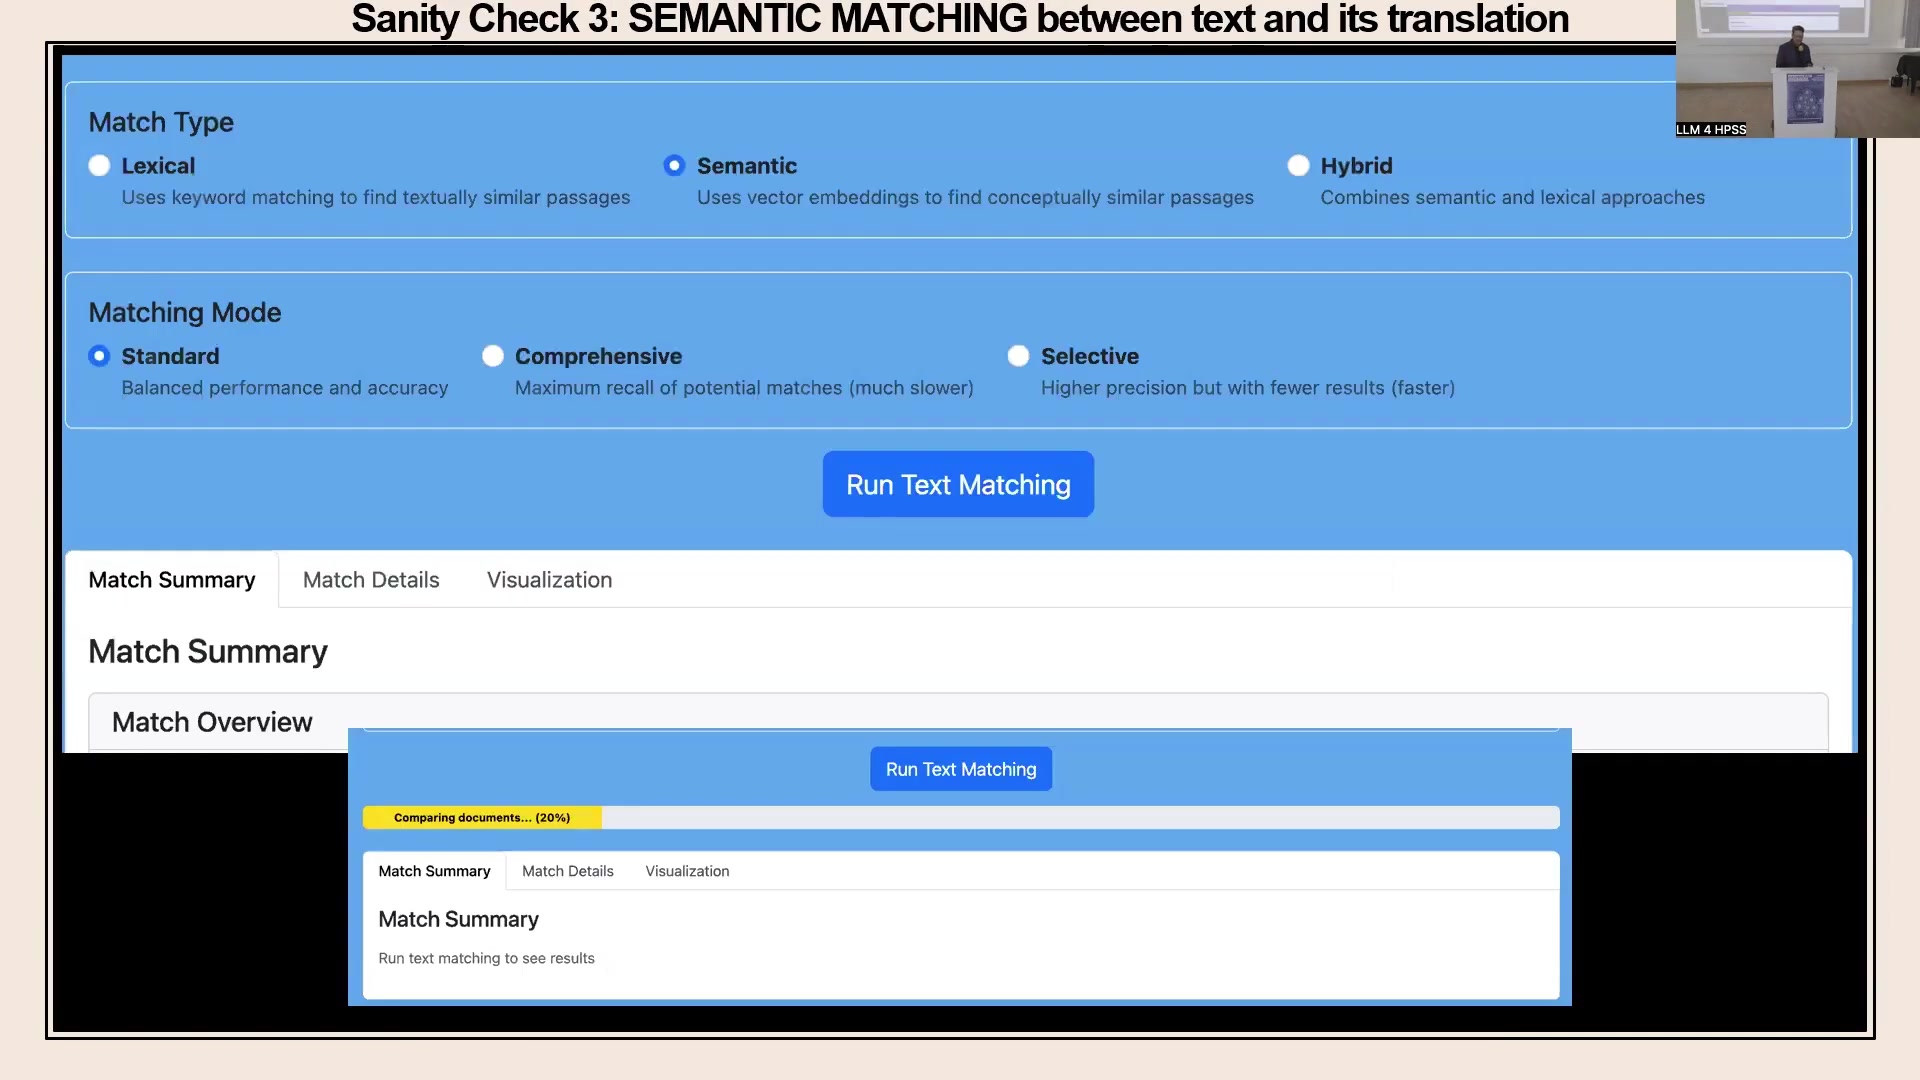 Sanity Check 3: SEMANTIC MATCHING between text and its translation
LLM 4 HPSS
Match Type
Lexical
Uses keyword matching to find textually similar passages
Semantic
Uses vector embeddings to find conceptually similar passages
Hybrid
Combines semantic and lexical approaches
Matching Mode
Standard
Balanced performance and accuracy
Comprehensive
Maximum recall of potential matches (much slower)
Selective
Higher precision but with fewer results (faster)
Run Text Matching
Match Summary
Match Details
Visualization
Match Summary
Match Overview
Run Text Matching
Comparing documents... (20%)
Match Summary
Match Details
Visualization
Match Summary
Run text matching to see results